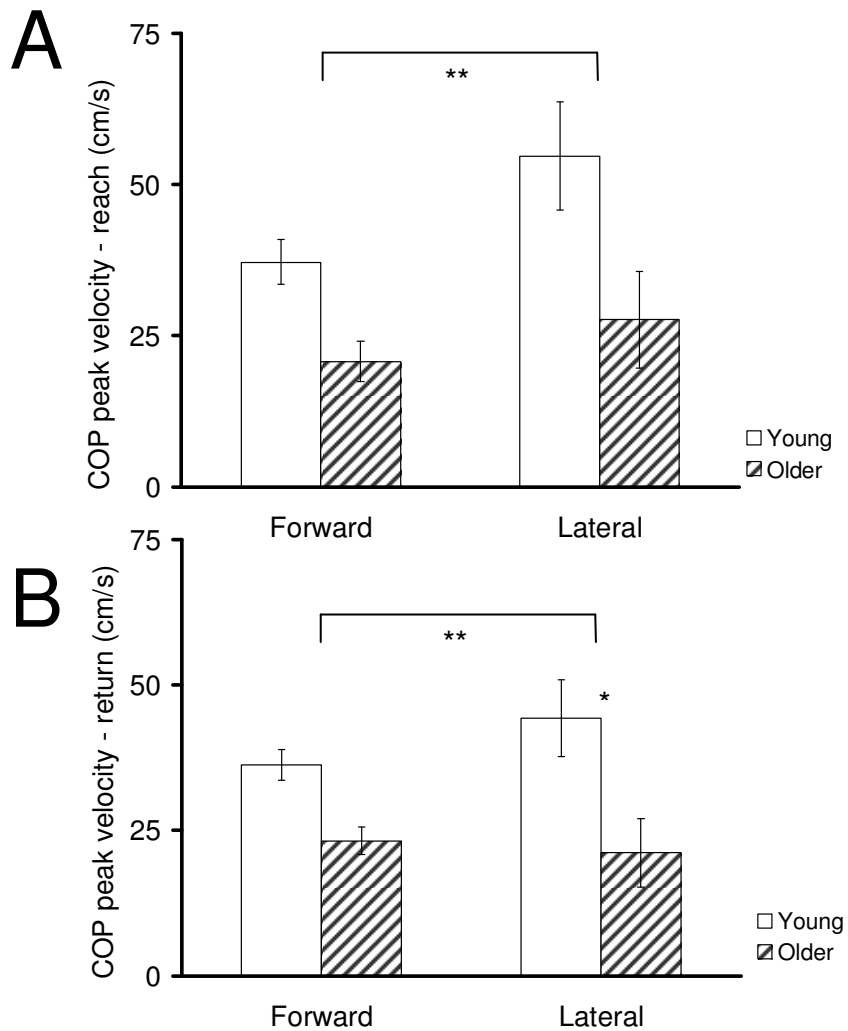 A
COP peak velocity - reach (cm/s)
75
50
25
0
**
Young
Older
Forward
Lateral
B
COP peak velocity - return (cm/s)
75
50
25
0
**
*
Young
Older
Forward
Lateral